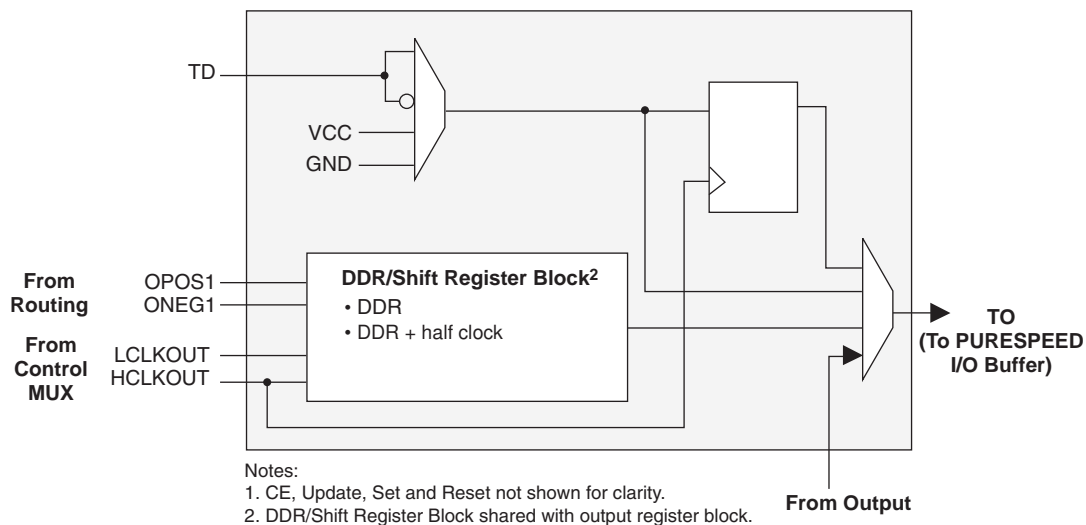 TD
VCC
GND
From
Routing
OPOS1
ONEG1
DDR/Shift Register Block2
• DDR
• DDR + half clock
From
Control
MUX
LCLKOUT
HCLKOUT
TO
(To PURESPEED
I/O Buffer)
From Output
Notes:
1. CE, Update, Set and Reset not shown for clarity.
2. DDR/Shift Register Block shared with output register block.